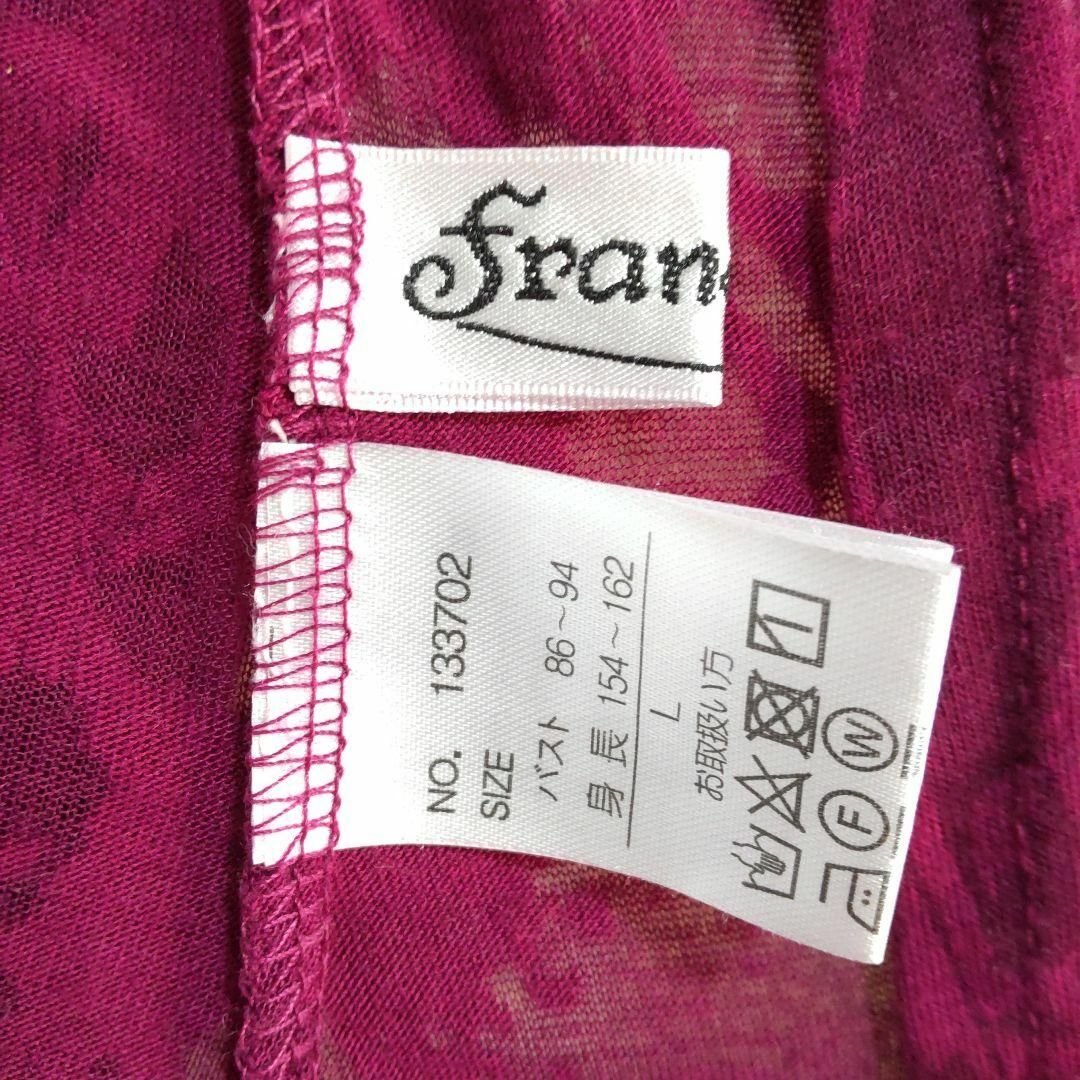 Fran
NO. 133702
SIZE
バスト 86~94
身長 154~162
L
お取扱い方
F W